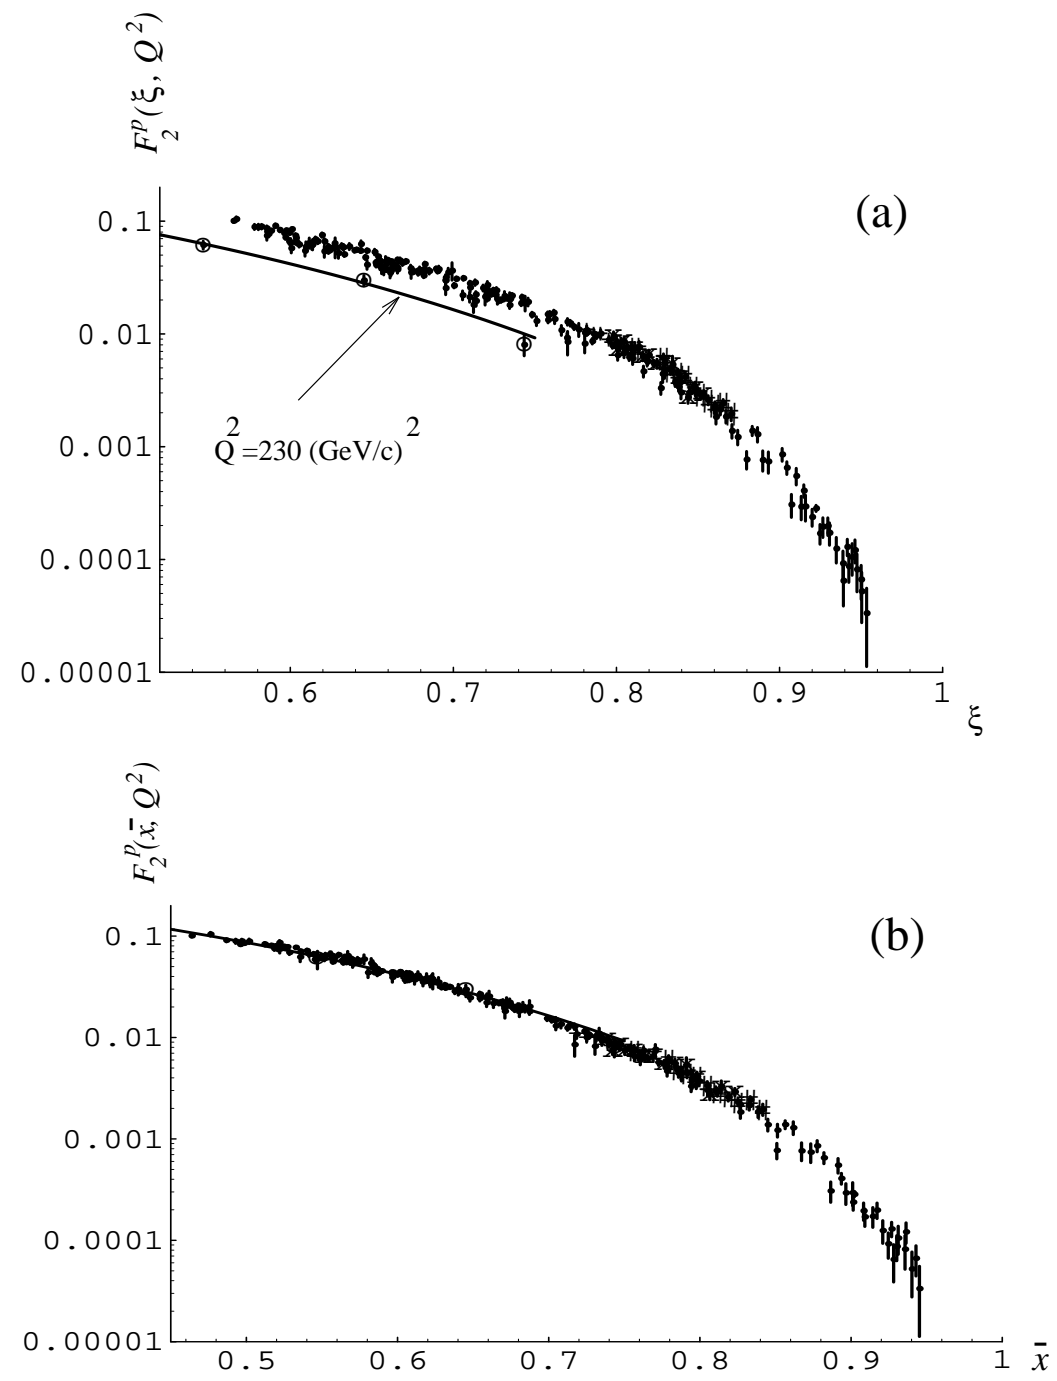 F₂ᵖ(ξ, Q²)
(a)
0.1
0.01
0.001
0.0001
0.00001
Q²=230 (GeV/c)²
0.6 0.7 0.8 0.9 1
ξ
F₂ᵖ(x̄, Q²)
(b)
0.1
0.01
0.001
0.0001
0.00001
0.5 0.6 0.7 0.8 0.9 1 x̄